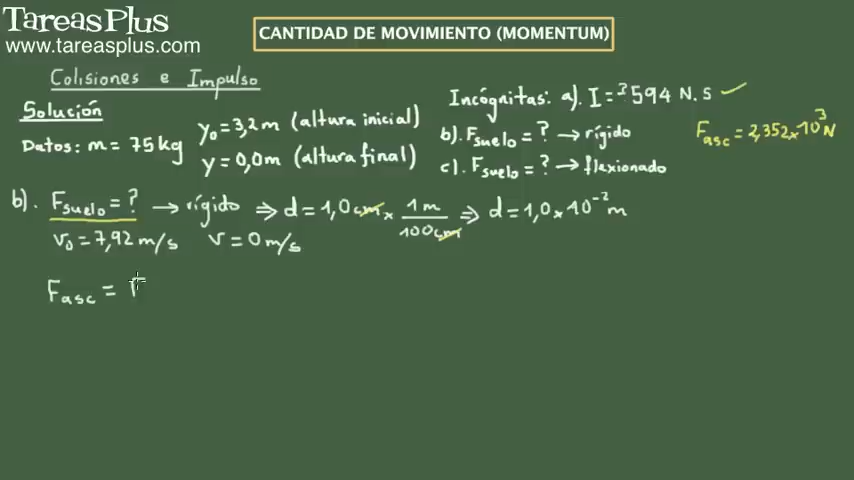 TareasPlus
www.tareasplus.com
CANTIDAD DE MOVIMIENTO (MOMENTUM)
Colisiones e Impulso
Solución
Datos: m = 75 kg
y₀ = 3,2 m (altura inicial)
y = 0,0 m (altura final)
Incógnitas: a). I = ? 594 N.S ✓
b). Fsuelo = ? → rígido
c). Fsuelo = ? → flexionado
Fasc = 2,352 x 10³ N
b). Fsuelo = ? → rígido ⇒ d = 1,0 cm x 1 m / 100 cm ⇒ d = 1,0 x 10⁻² m
v₀ = 7,92 m/s v = 0 m/s
Fasc = F